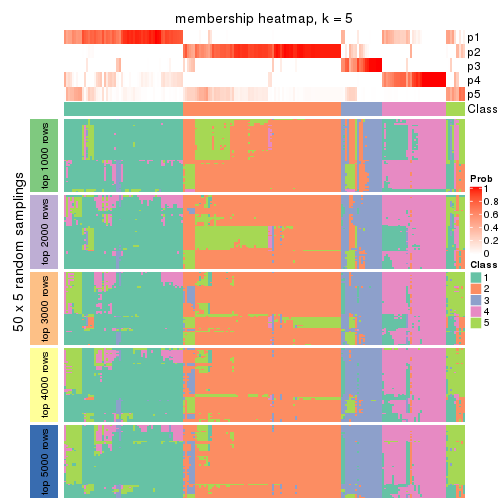 membership heatmap, k = 5
p1
p2
p3
p4
p5
Class
50 x 5 random samplings
top 1000 rows
top 2000 rows
top 3000 rows
top 4000 rows
top 5000 rows
Prob
1
0.8
0.6
0.4
0.2
0
Class
1
2
3
4
5